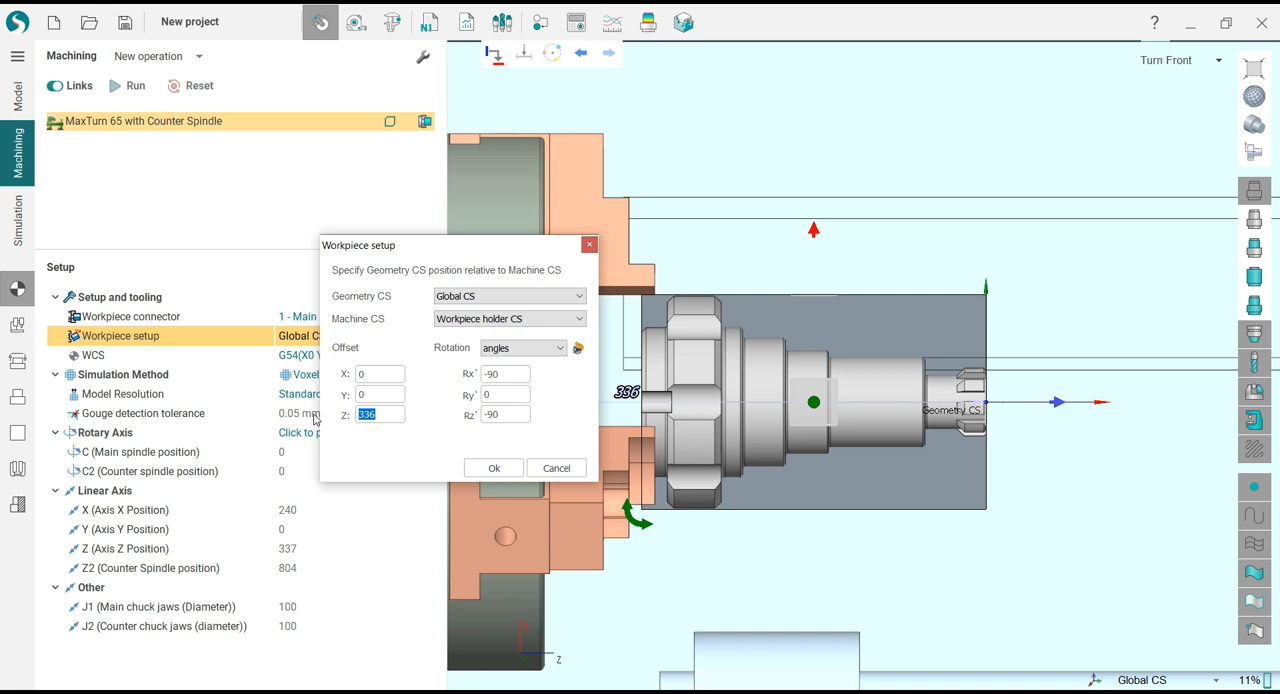 New project
?
Machining New operation
Turn Front
Links Run Reset
Model
MaxTurn 65 with Counter Spindle
Machining
Simulation
Workpiece setup
Specify Geometry CS position relative to Machine CS
Geometry CS Global CS
Machine CS Workpiece holder CS
Offset Rotation angles
X: 0 Rx' -90
Y: 0 Ry' 0
Z: 336 Rz' -90
Ok Cancel
Setup
Setup and tooling
Workpiece connector 1 - Main
Workpiece setup Global C
WCS G54(X0 Y
Simulation Method Voxel
Model Resolution Standard
Gouge detection tolerance 0.05 mm
Rotary Axis Click to p
C (Main spindle position) 0
C2 (Counter spindle position) 0
Linear Axis
X (Axis X Position) 240
Y (Axis Y Position) 0
Z (Axis Z Position) 337
Z2 (Counter Spindle position) 804
Other
J1 (Main chuck jaws (Diameter)) 100
J2 (Counter chuck jaws (diameter)) 100
336
Geometry CS
Z
Global CS 11%